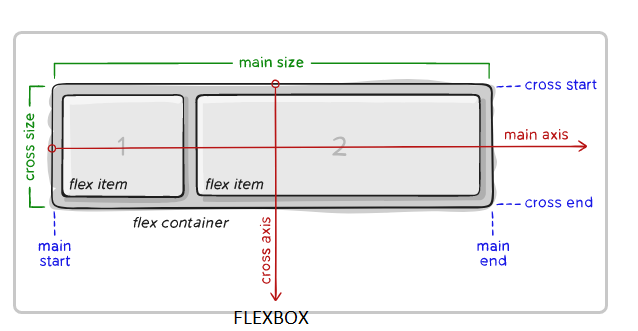 main size
cross start
cross size
1
2
main axis
flex item
flex item
cross end
flex container
cross axis
main
start
main
end
FLEXBOX